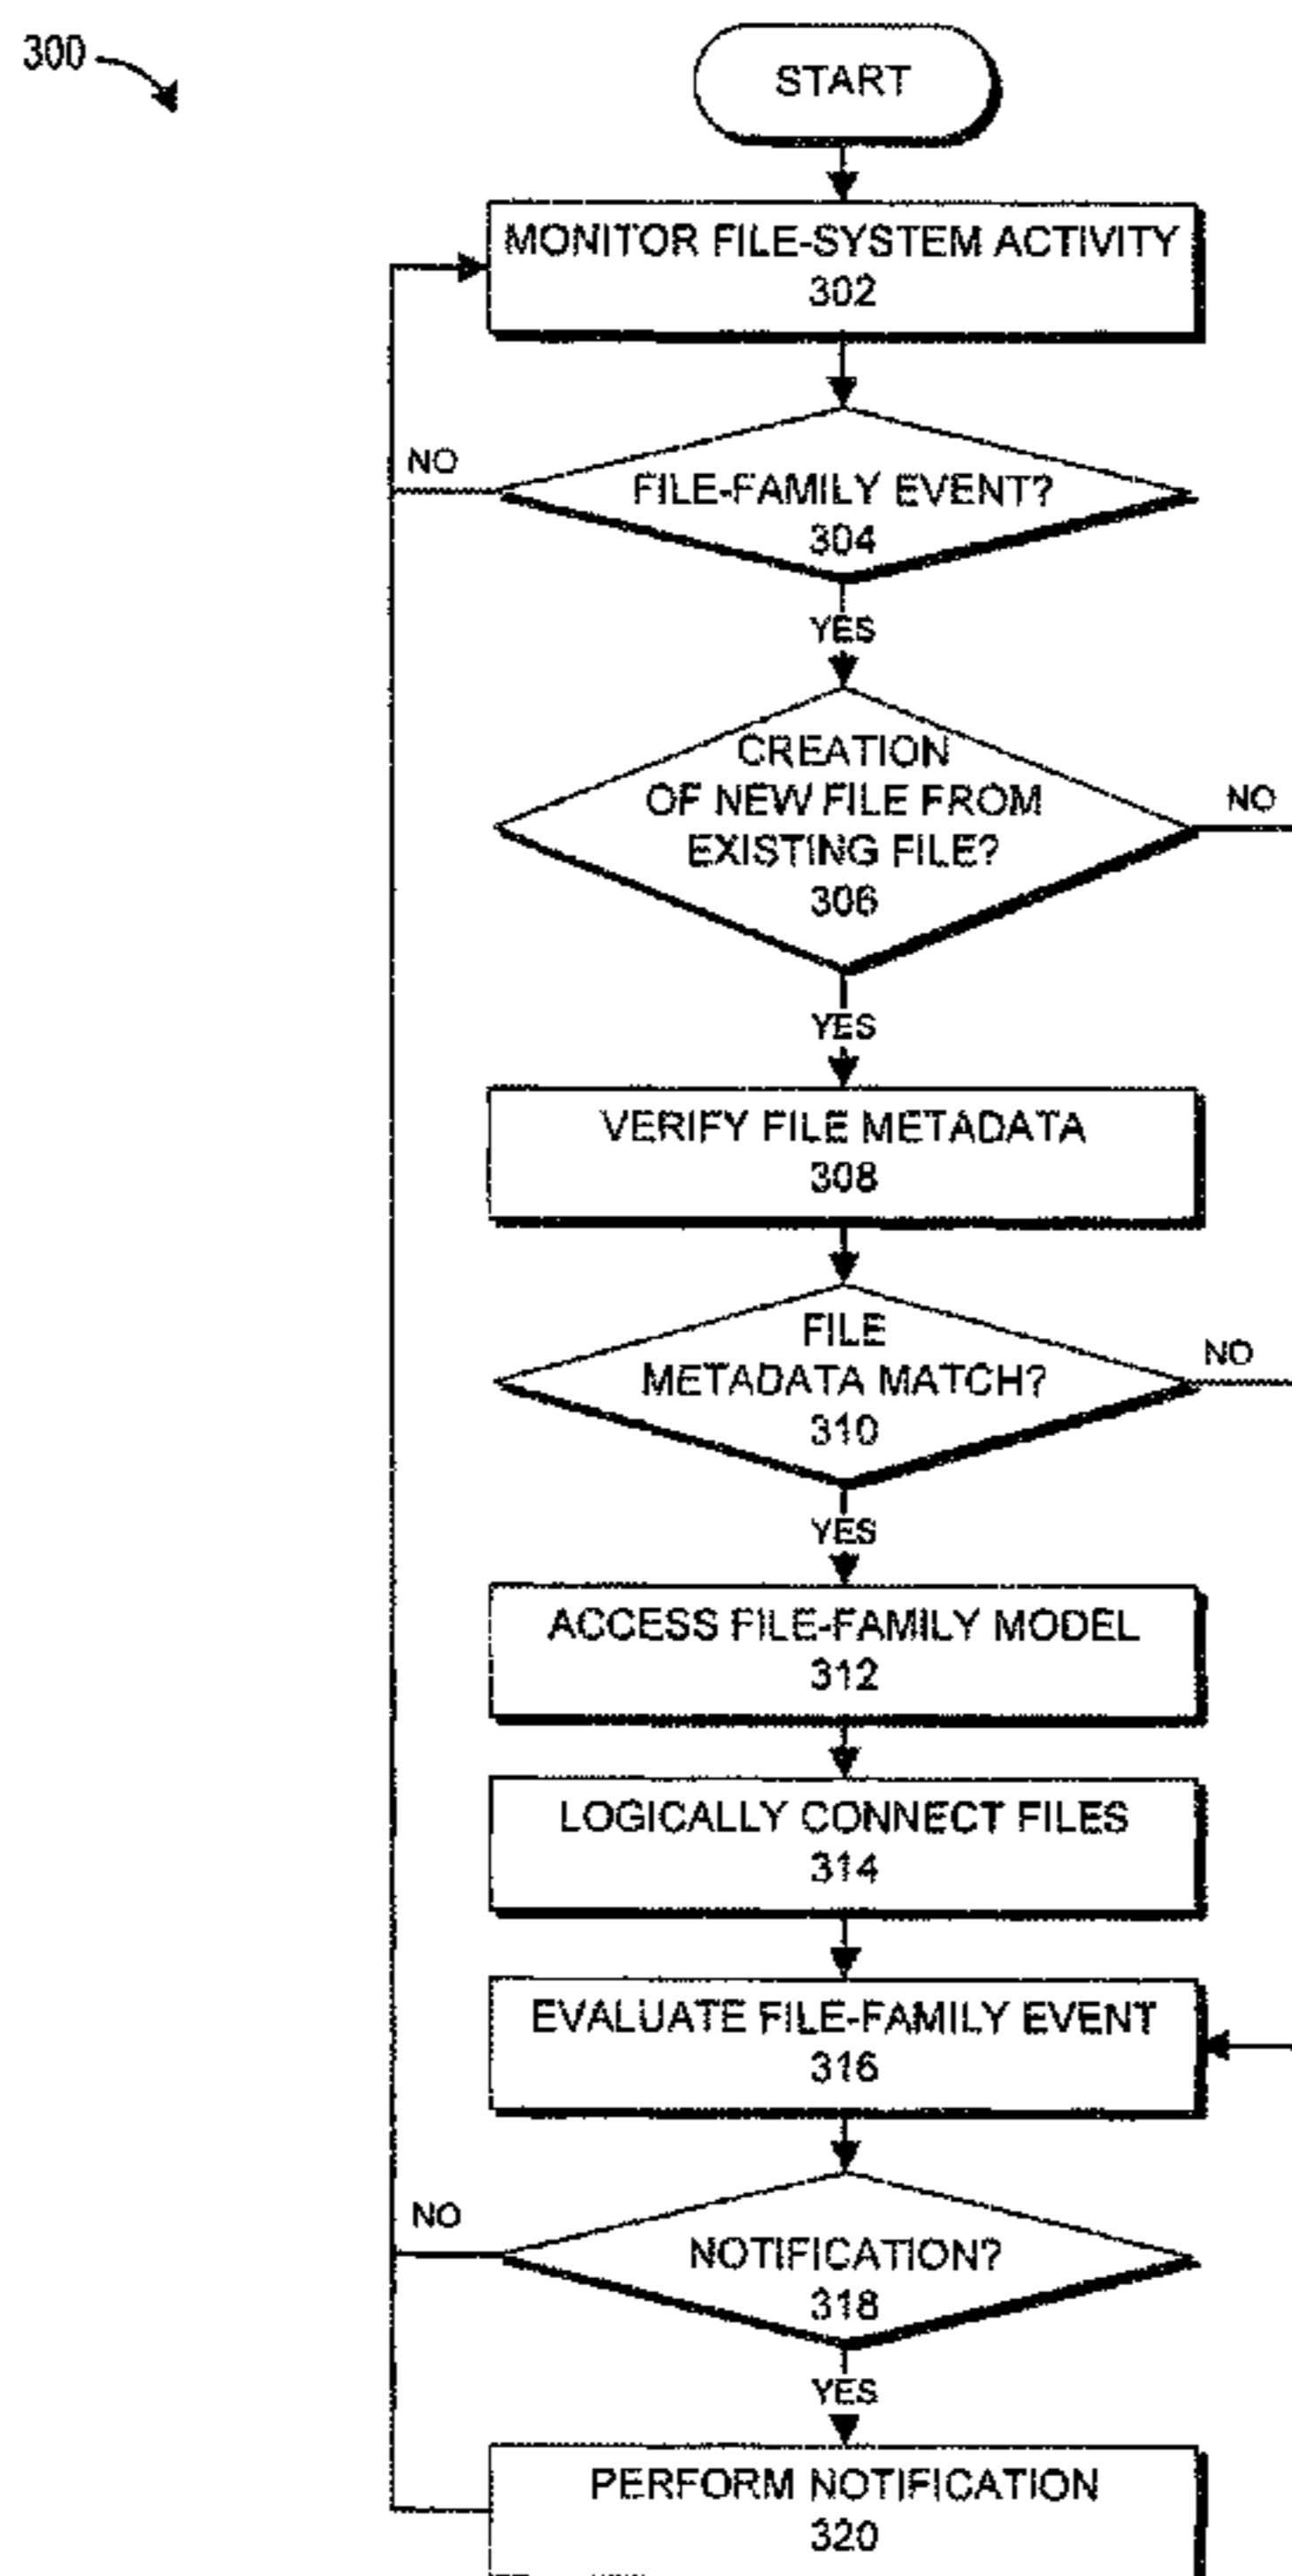 300
START
MONITOR FILE-SYSTEM ACTIVITY
302
NO
FILE-FAMILY EVENT?
304
YES
CREATION
OF NEW FILE FROM
EXISTING FILE?
306
NO
YES
VERIFY FILE METADATA
308
FILE
METADATA MATCH?
310
NO
YES
ACCESS FILE-FAMILY MODEL
312
LOGICALLY CONNECT FILES
314
EVALUATE FILE-FAMILY EVENT
316
NO
NOTIFICATION?
318
YES
PERFORM NOTIFICATION
320